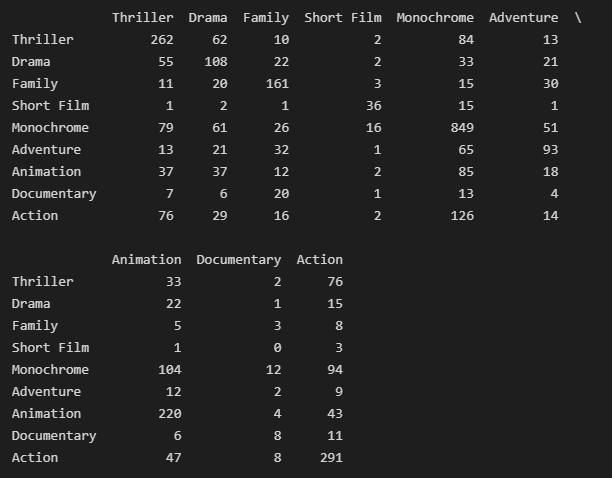 Thriller Drama Family Short Film Monochrome Adventure \
Thriller 262 62 10 2 84 13
Drama 55 108 22 2 33 21
Family 11 20 161 3 15 30
Short Film 1 2 1 36 15 1
Monochrome 79 61 26 16 849 51
Adventure 13 21 32 1 65 93
Animation 37 37 12 2 85 18
Documentary 7 6 20 1 13 4
Action 76 29 16 2 126 14
Animation Documentary Action
Thriller 33 2 76
Drama 22 1 15
Family 5 3 8
Short Film 1 0 3
Monochrome 104 12 94
Adventure 12 2 9
Animation 220 4 43
Documentary 6 8 11
Action 47 8 291